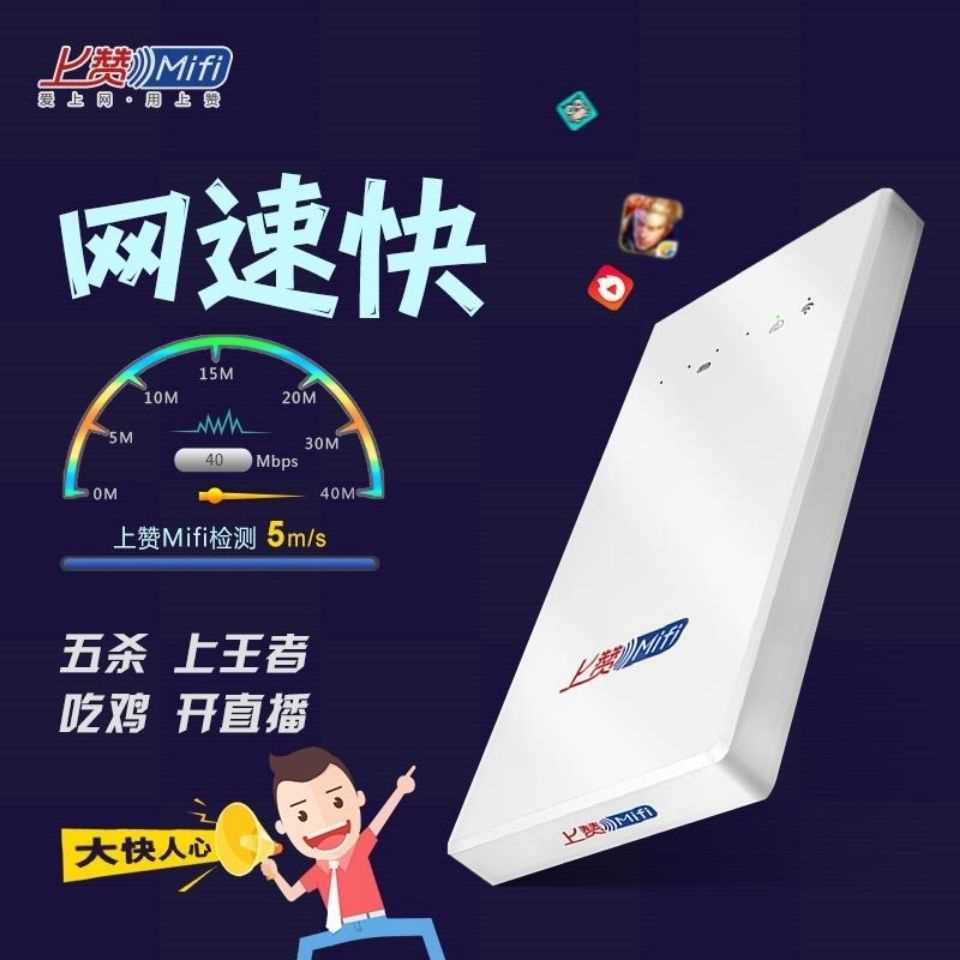 上赞Mifi
爱上网·用上赞
网速快
15M
10M
20M
5M
30M
40
Mbps
0M
40M
上赞Mifi检测 5m/s
五杀 上王者
吃鸡 开直播
大快人心
上赞Mifi
上赞Mifi